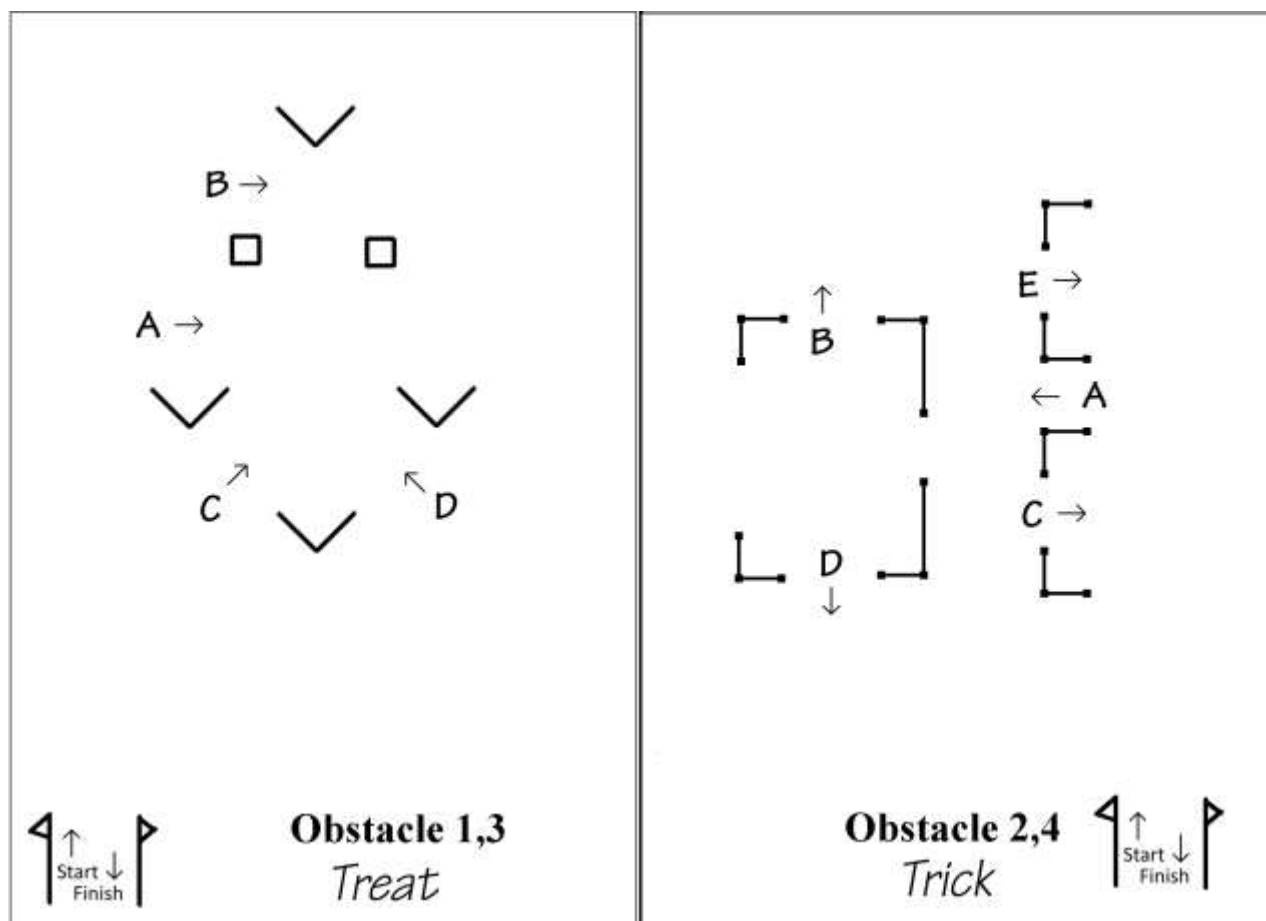 B →
A →
C ↗
D ↖
↑ Start ↓
Finish
Obstacle 1,3
Treat
E →
↑
B
← A
C →
D
↓
Obstacle 2,4
Trick
↑ Start ↓
Finish